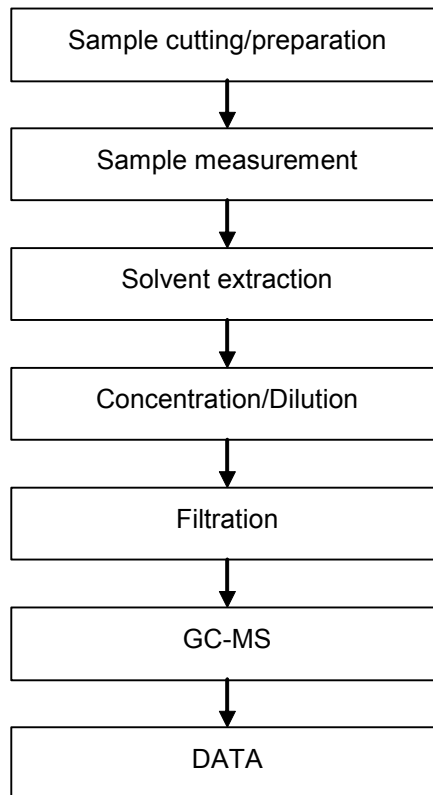 Sample cutting/preparation
Sample measurement
Solvent extraction
Concentration/Dilution
Filtration
GC-MS
DATA